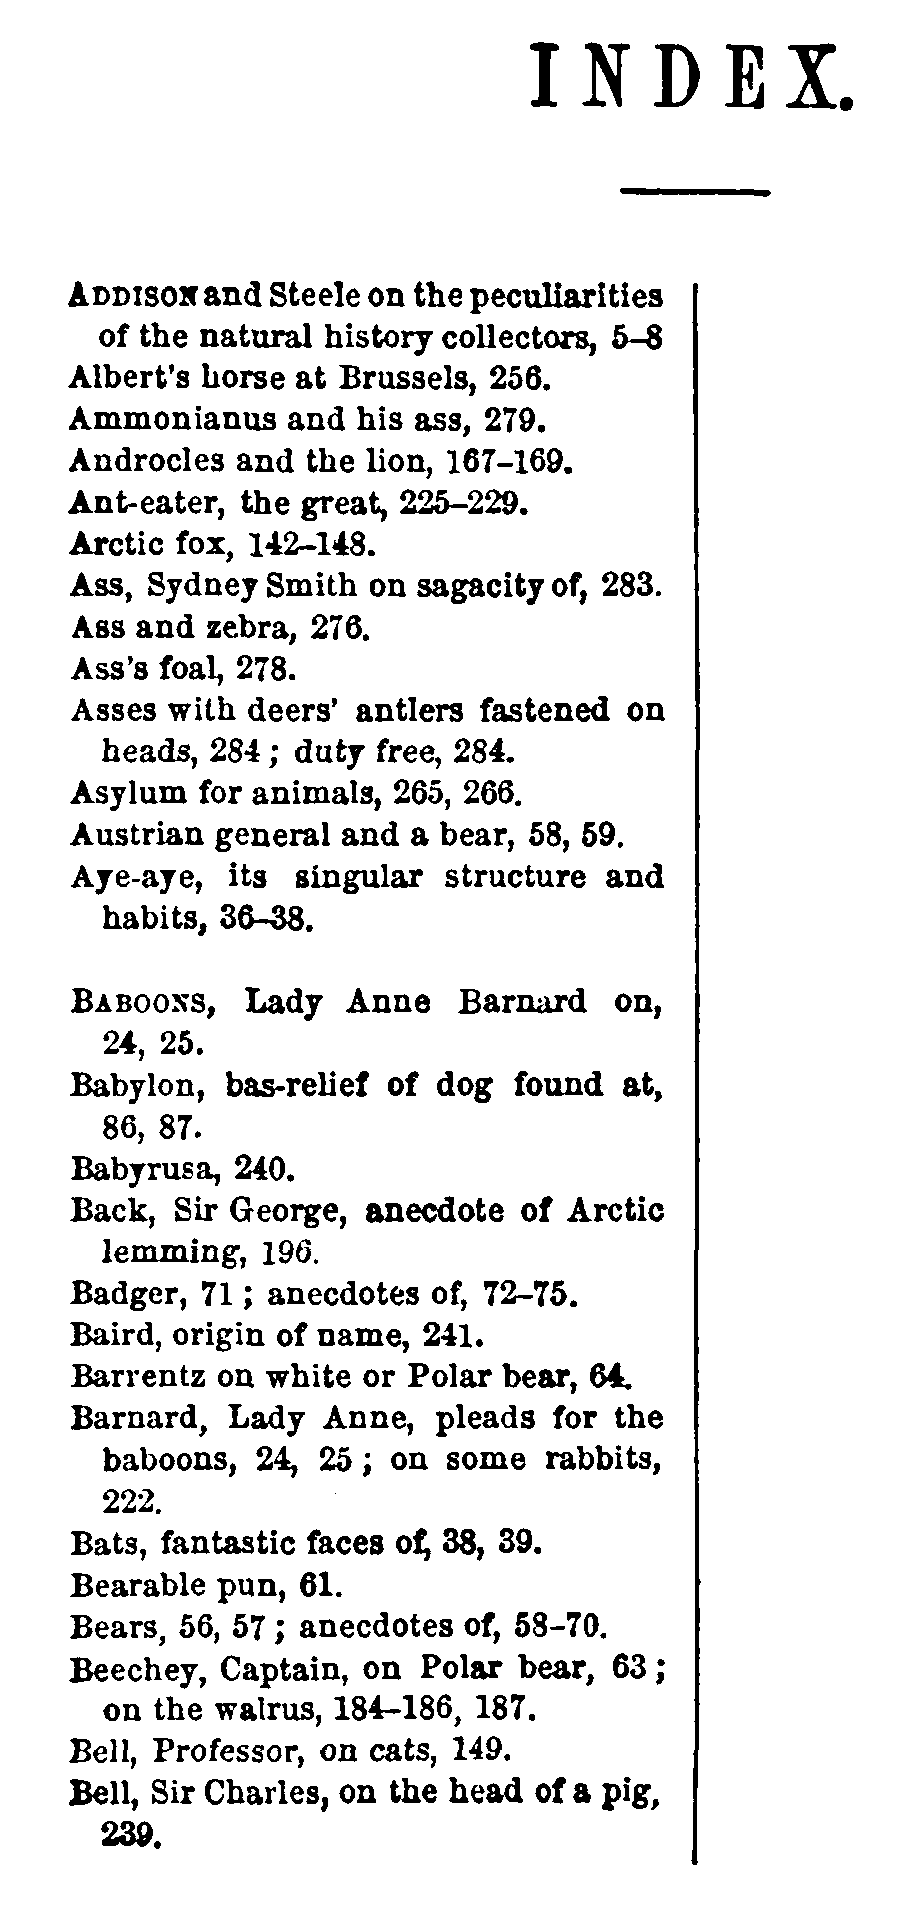 INDEX.
ADDISON and Steele on the peculiarities
of the natural history collectors, 5–8
Albert's horse at Brussels, 256.
Ammonianus and his ass, 279.
Androcles and the lion, 167–169.
Ant-eater, the great, 225–229.
Arctic fox, 142–148.
Ass, Sydney Smith on sagacity of, 283.
Ass and zebra, 276.
Ass's foal, 278.
Asses with deers' antlers fastened on
heads, 284; duty free, 284.
Asylum for animals, 265, 266.
Austrian general and a bear, 58, 59.
Aye-aye, its singular structure and
habits, 36–38.
BABOONS, Lady Anne Barnard on,
24, 25.
Babylon, bas-relief of dog found at,
86, 87.
Babyrusa, 240.
Back, Sir George, anecdote of Arctic
lemming, 196.
Badger, 71; anecdotes of, 72–75.
Baird, origin of name, 241.
Barrentz on white or Polar bear, 64.
Barnard, Lady Anne, pleads for the
baboons, 24, 25; on some rabbits,
222.
Bats, fantastic faces of, 38, 39.
Bearable pun, 61.
Bears, 56, 57; anecdotes of, 58–70.
Beechey, Captain, on Polar bear, 63;
on the walrus, 184–186, 187.
Bell, Professor, on cats, 149.
Bell, Sir Charles, on the head of a pig,
239.